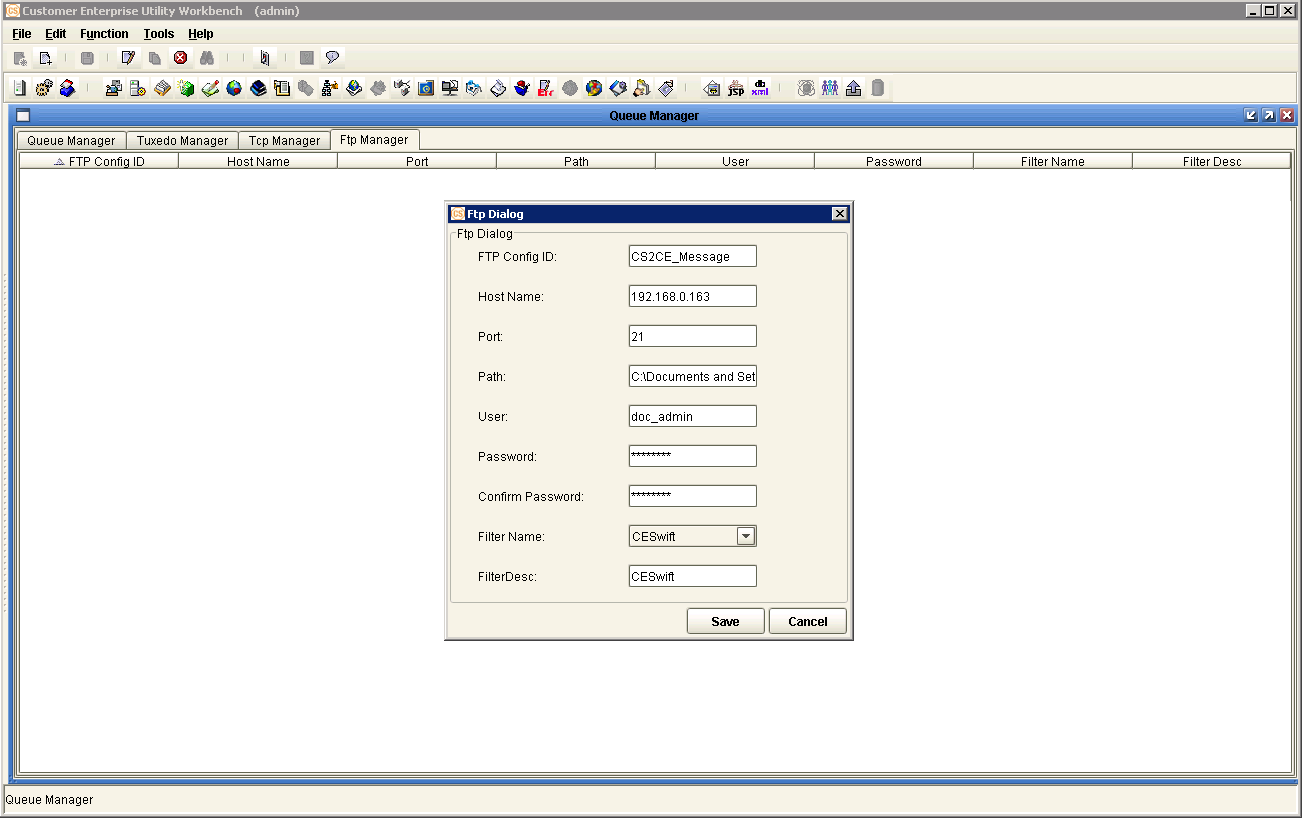 Customer Enterprise Utility Workbench (admin)
File Edit Function Tools Help
Err JSP db xml
Queue Manager
Queue Manager Tuxedo Manager Tcp Manager Ftp Manager
FTP Config ID Host Name Port Path User Password Filter Name Filter Desc
CS Ftp Dialog
Ftp Dialog
FTP Config ID: CS2CE_Message
Host Name: 192.168.0.163
Port: 21
Path: C:\Documents and Set
User: doc_admin
Password: ********
Confirm Password: ********
Filter Name: CESwift
FilterDesc: CESwift
Save Cancel
Queue Manager